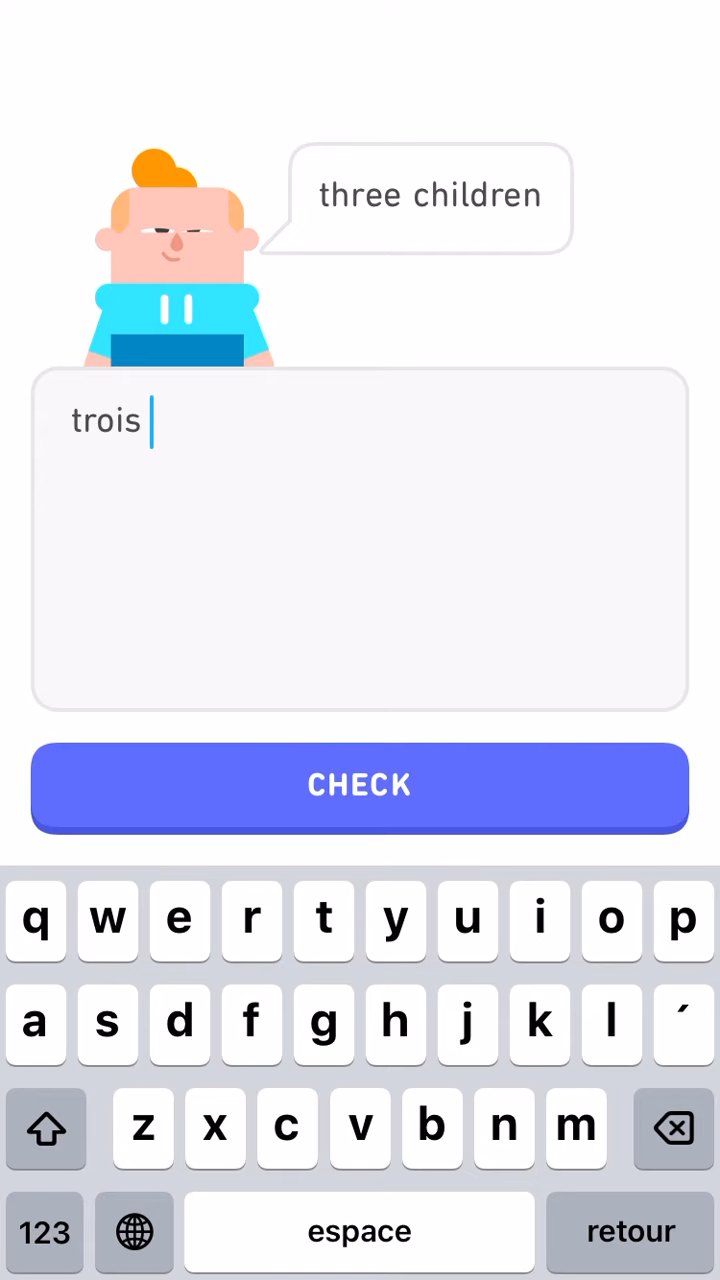 three children
trois
CHECK
q w e r t y u i o p
a s d f g h j k l ´
z x c v b n m
123 espace retour